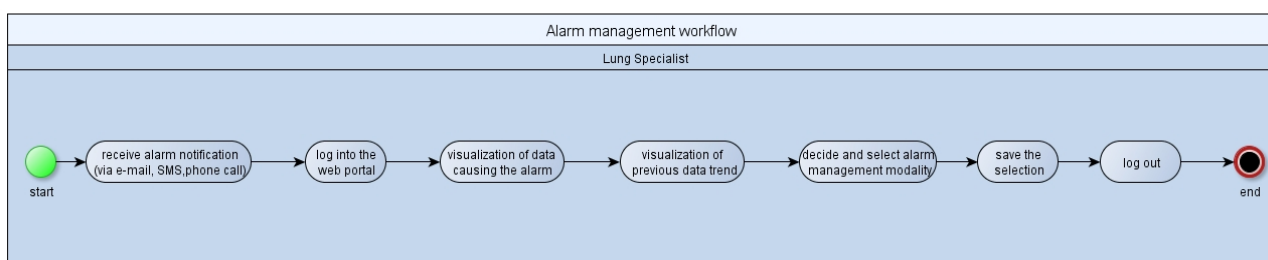 Alarm management workflow
Lung Specialist
receive alarm notification
(via e-mail, SMS,phone call)
log into the
web portal
visualization of data
causing the alarm
visualization of
previous data trend
decide and select alarm
management modality
save the
selection
log out
start
end